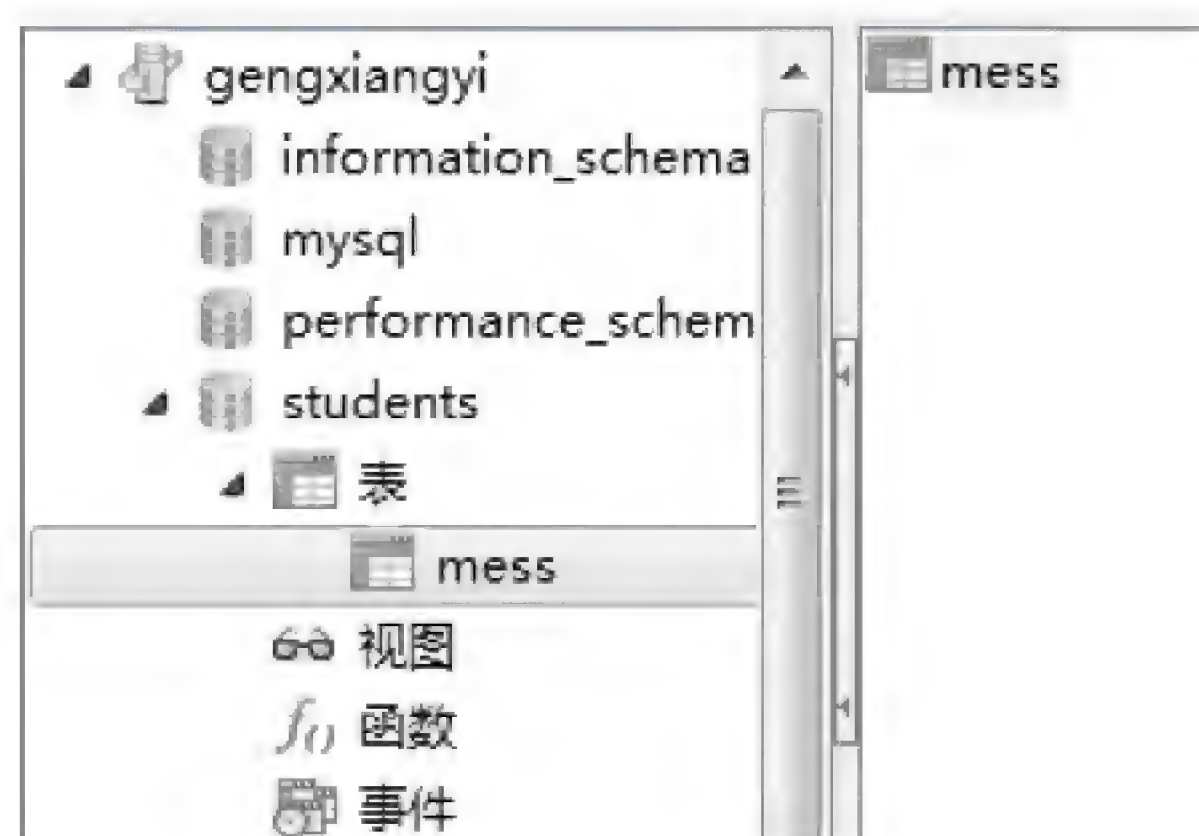 gengxiangyi
information_schema
mysql
performance_schem
students
表
mess
视图
f()
函数
事件
mess